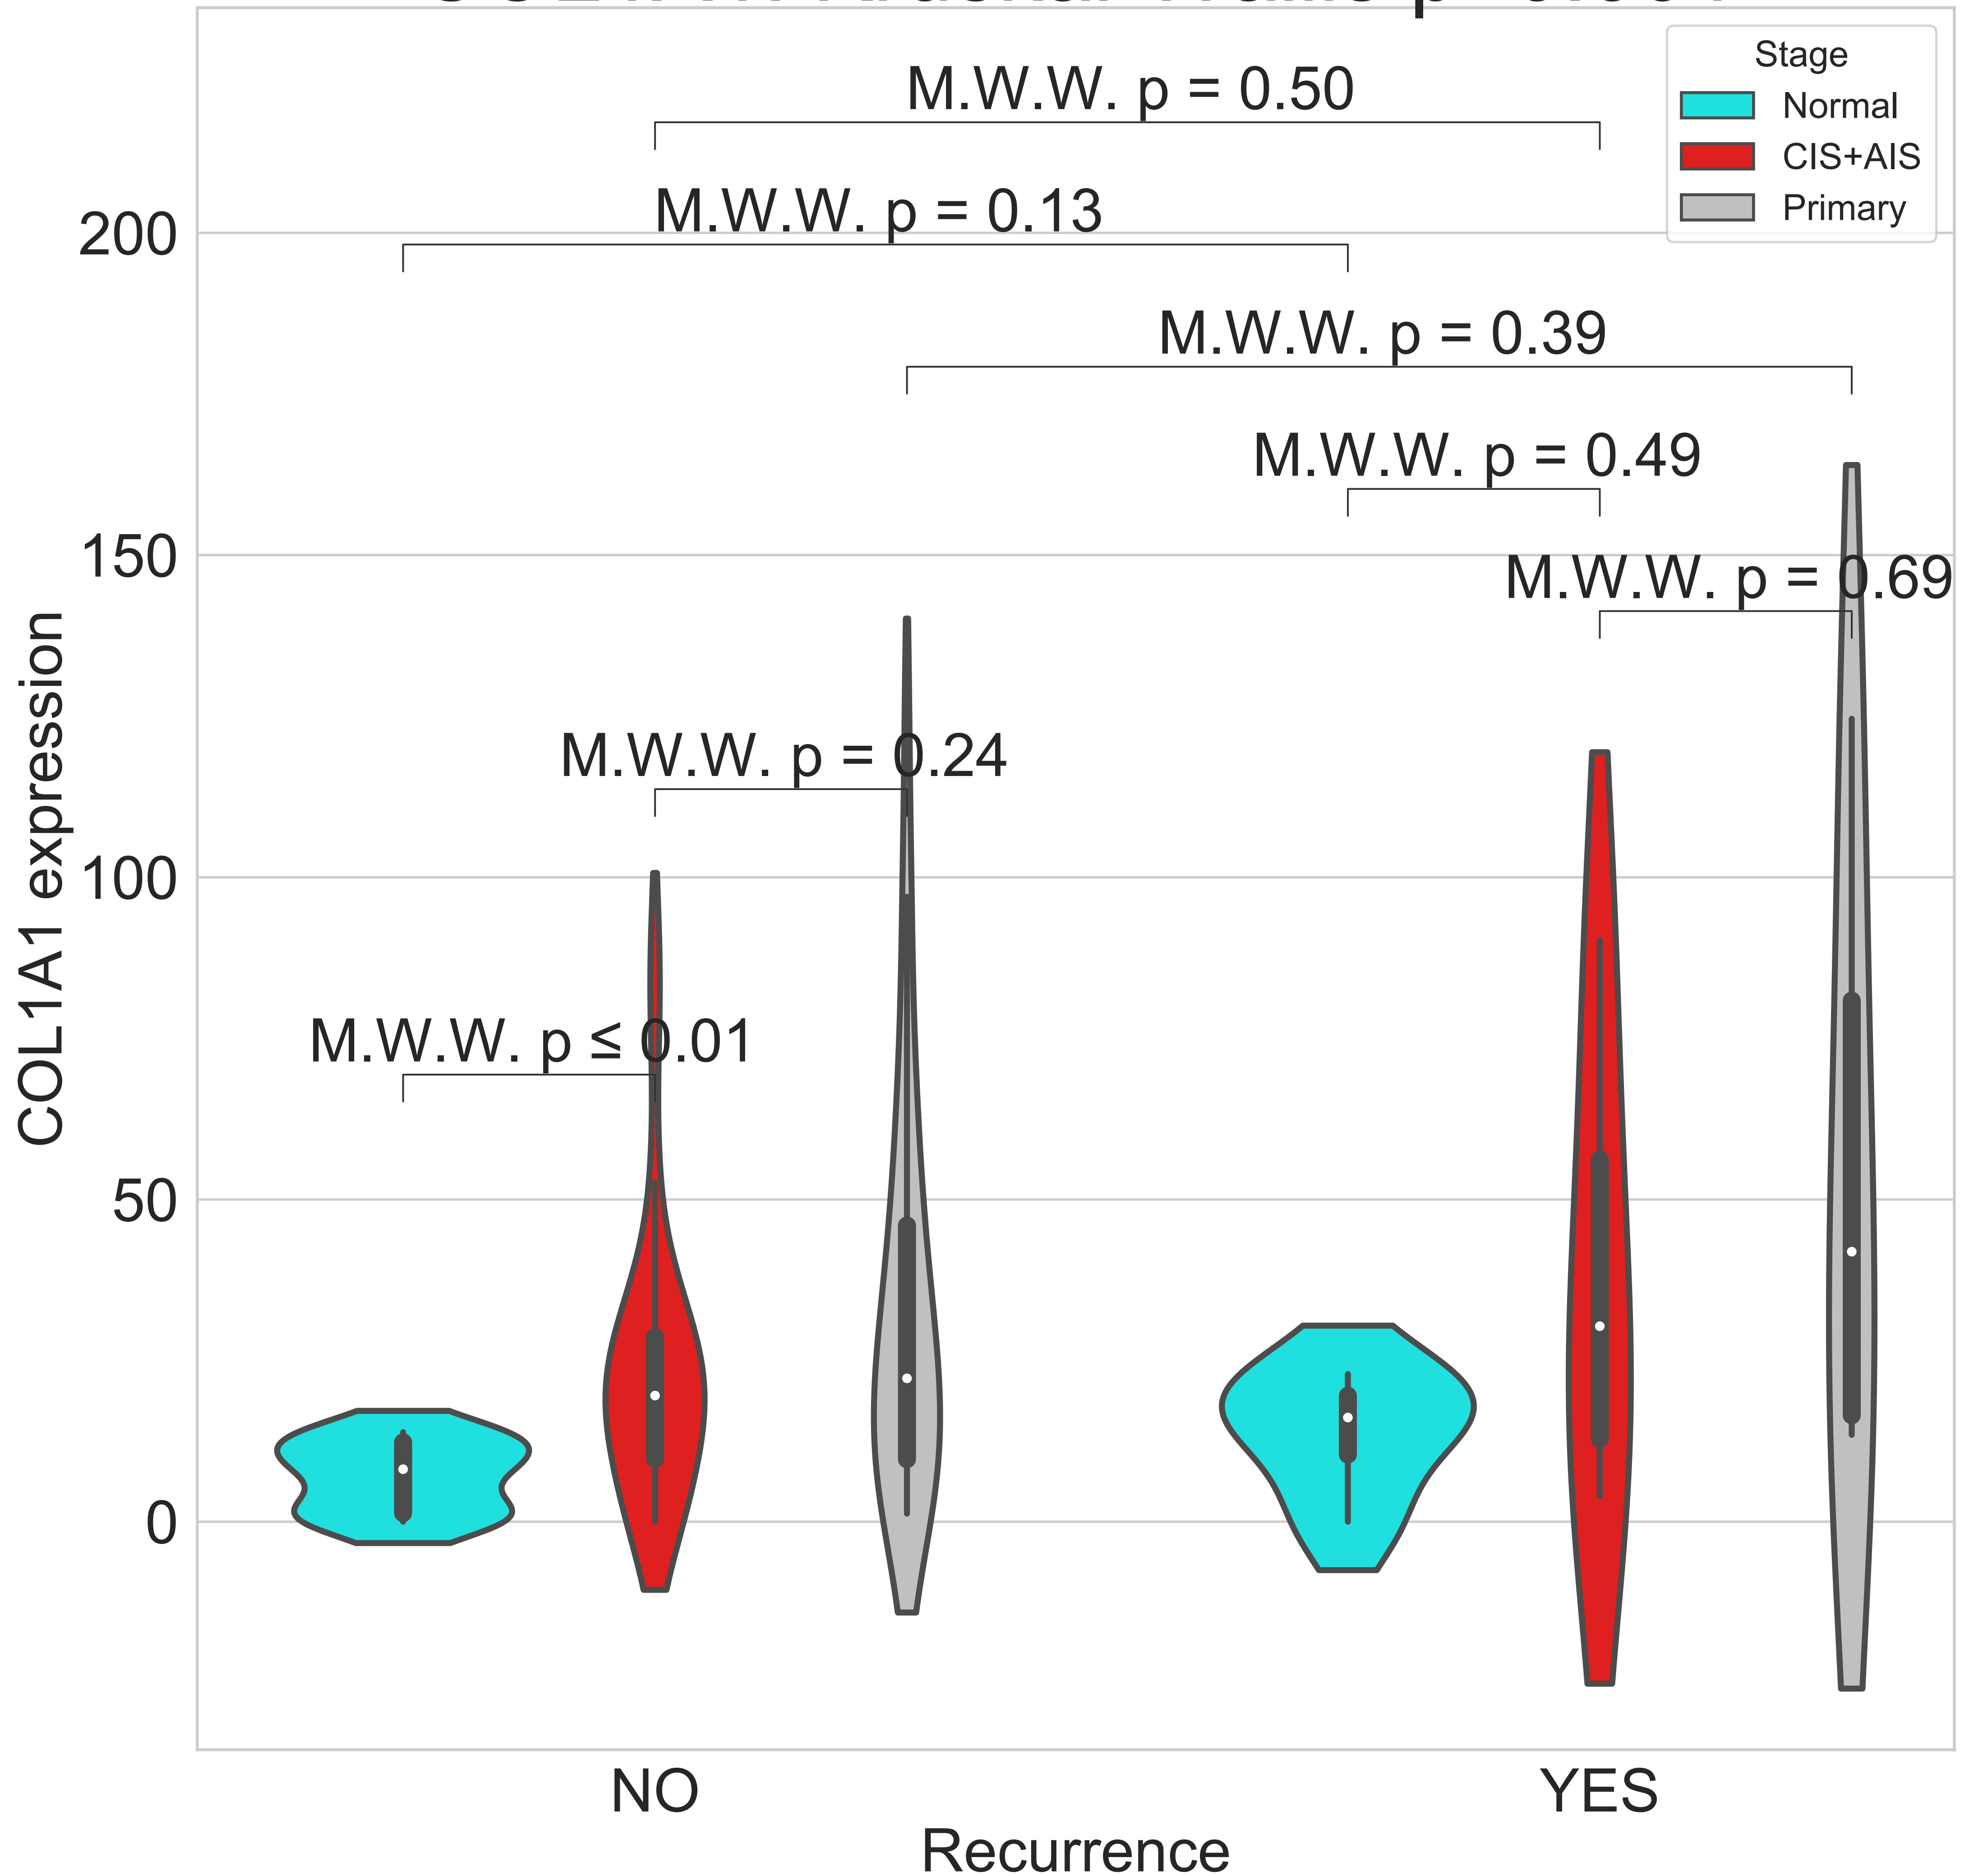 Stage
Normal
CIS+AIS
Primary
M.W.W. p = 0.50
M.W.W. p = 0.13
M.W.W. p = 0.39
M.W.W. p = 0.49
M.W.W. p = 0.69
M.W.W. p = 0.24
M.W.W. p ≤ 0.01
200
150
100
50
0
COL1A1 expression
NO
YES
Recurrence